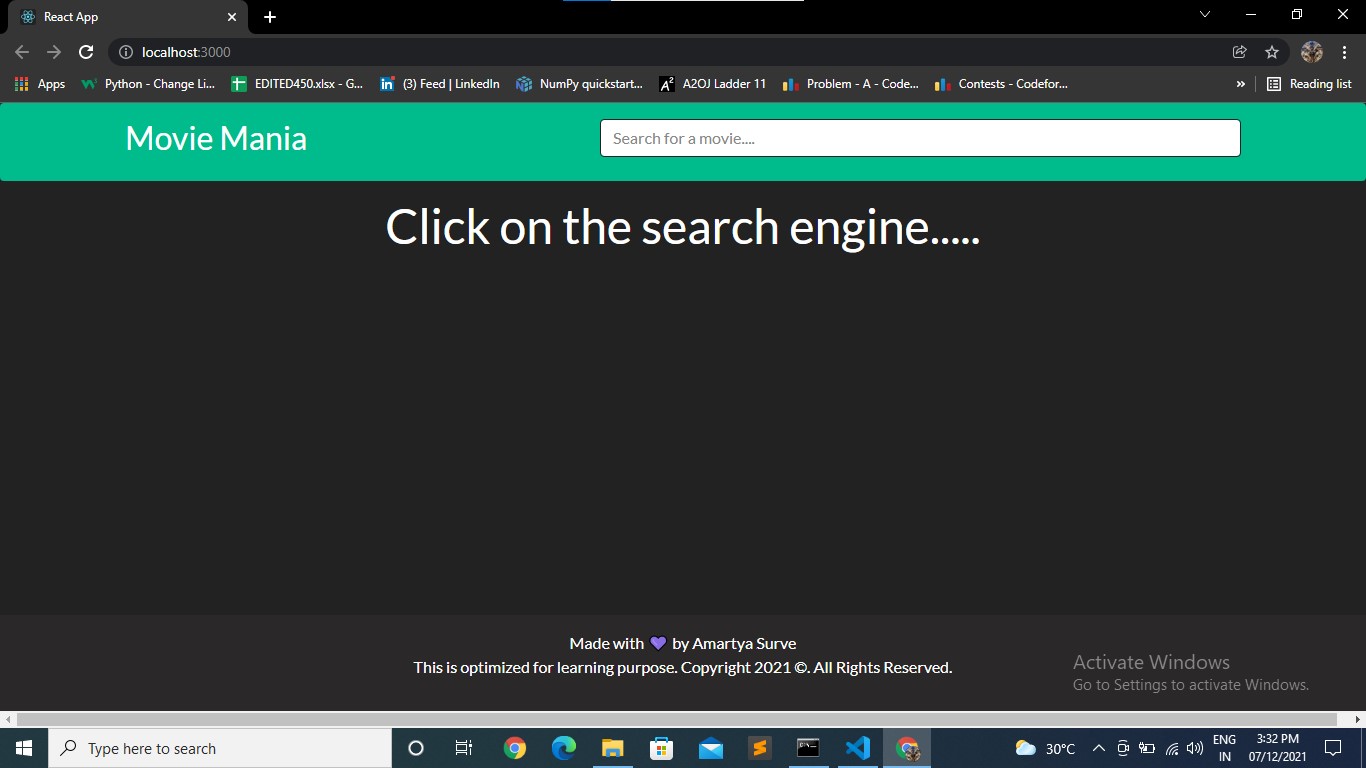 React App
localhost:3000
Apps
Python - Change Li...
EDITED450.xlsx - G...
(3) Feed | LinkedIn
NumPy quickstart...
A2OJ Ladder 11
Problem - A - Code...
Contests - Codefor...
»
Reading list
Movie Mania
Search for a movie....
Click on the search engine.....
Made with 💜 by Amartya Surve
This is optimized for learning purpose. Copyright 2021 ©. All Rights Reserved.
Activate Windows
Go to Settings to activate Windows.
Type here to search
30°C
ENG
IN
3:32 PM
07/12/2021